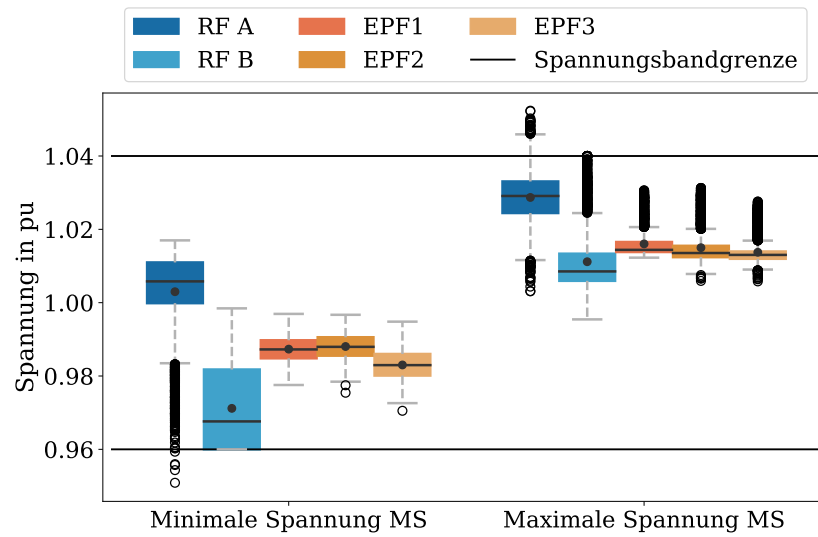 RF A EPF1 EPF3
RF B EPF2 Spannungsbandgrenze
Spannung in pu
1.04
1.02
1.00
0.98
0.96
Minimale Spannung MS Maximale Spannung MS